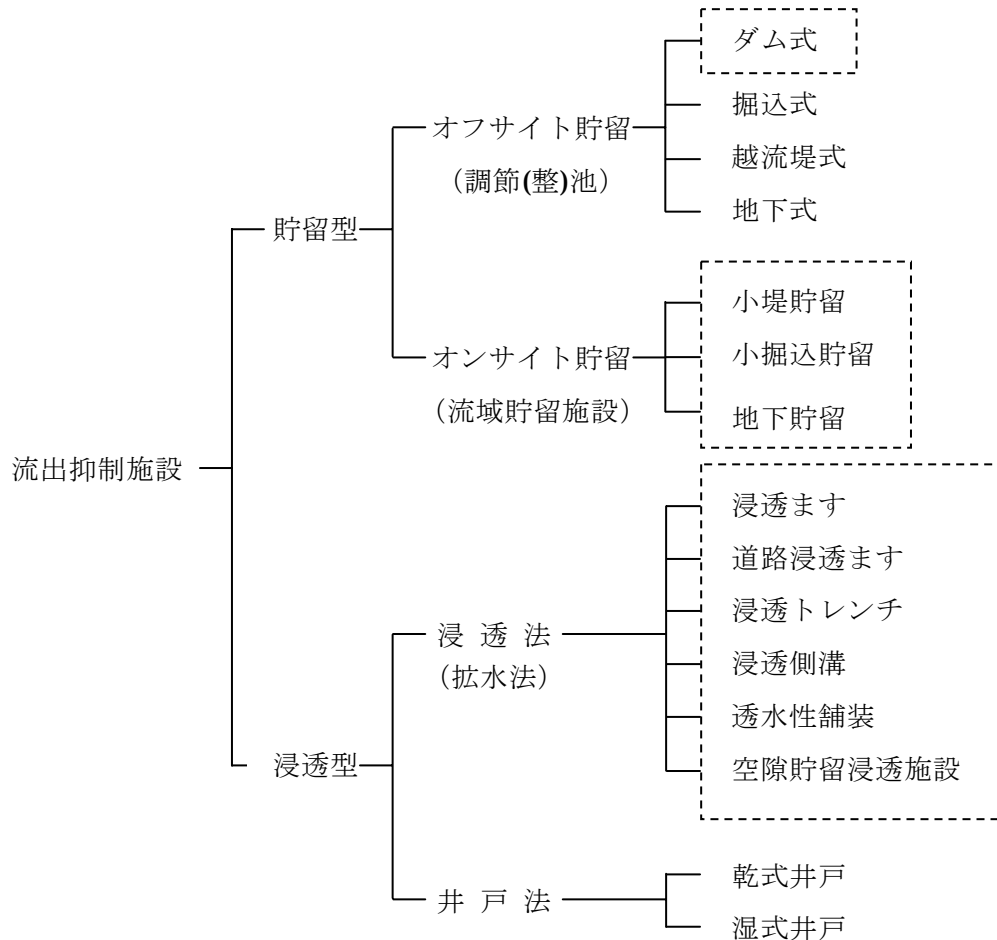 ダム式
掘込式
オフサイト貯留
越流堤式
（調節(整)池）
地下式
貯留型
小堤貯留
小掘込貯留
オンサイト貯留
（流域貯留施設）
地下貯留
流出抑制施設
浸透ます
道路浸透ます
浸透トレンチ
浸 透 法
（拡水法）
浸透側溝
透水性舗装
浸透型
空隙貯留浸透施設
乾式井戸
井 戸 法
湿式井戸